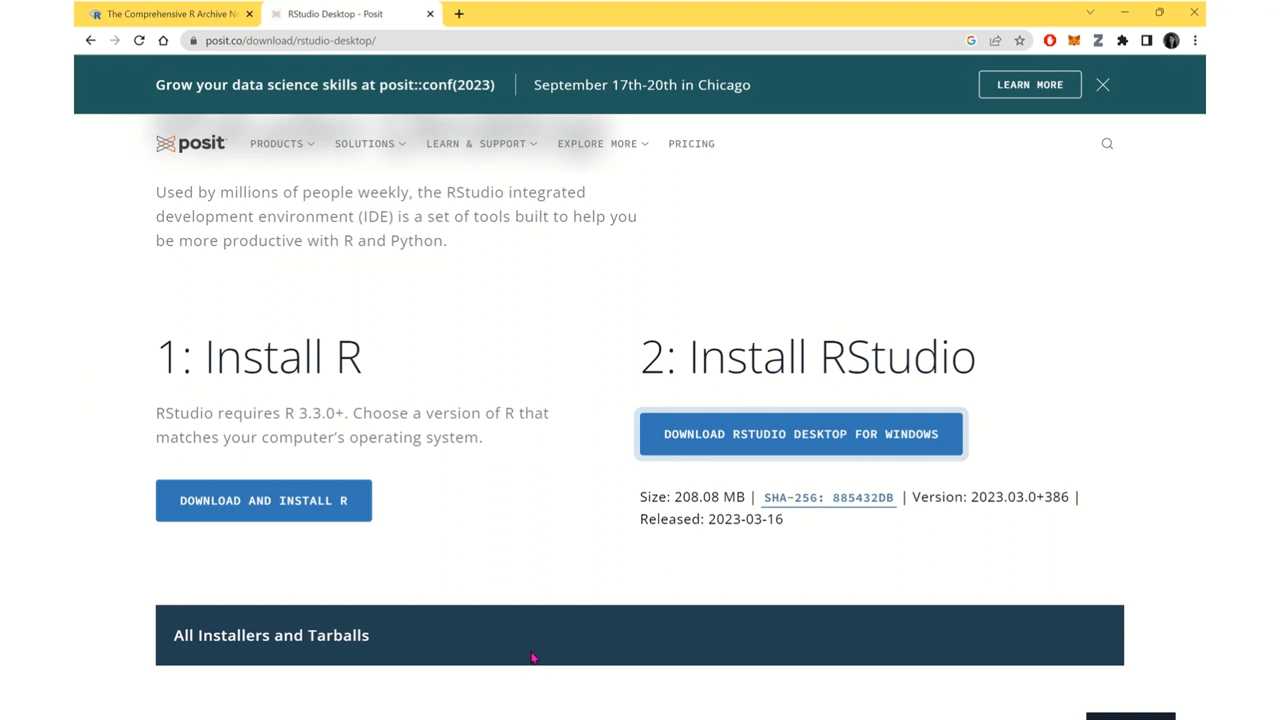 The Comprehensive R Archive N
RStudio Desktop - Posit
posit.co/download/rstudio-desktop/
Grow your data science skills at posit::conf(2023)
September 17th-20th in Chicago
LEARN MORE
posit
PRODUCTS
SOLUTIONS
LEARN & SUPPORT
EXPLORE MORE
PRICING
Used by millions of people weekly, the RStudio integrated
development environment (IDE) is a set of tools built to help you
be more productive with R and Python.
1: Install R
RStudio requires R 3.3.0+. Choose a version of R that
matches your computer’s operating system.
DOWNLOAD AND INSTALL R
2: Install RStudio
DOWNLOAD RSTUDIO DESKTOP FOR WINDOWS
Size: 208.08 MB | SHA-256: 885432DB | Version: 2023.03.0+386 |
Released: 2023-03-16
All Installers and Tarballs